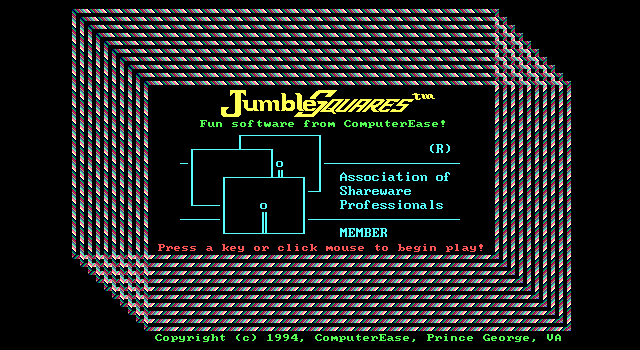 JumbleSquares™
Fun software from ComputerEase!
(R)
Association of
Shareware
Professionals
MEMBER
Press a key or click mouse to begin play!
Copyright (c) 1994, ComputerEase, Prince George, VA